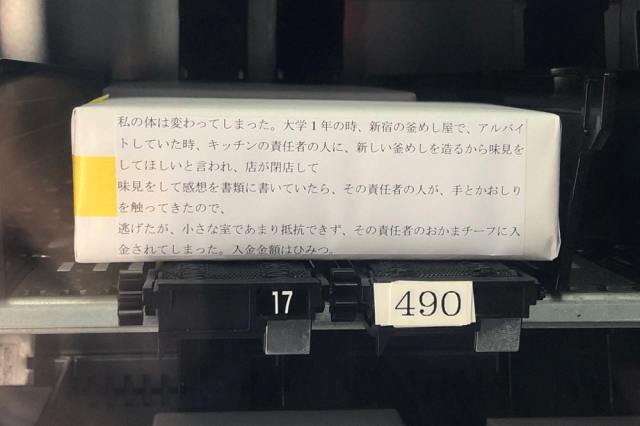 私の体は変わってしまった。大学1年の時、新宿の釜めし屋で、アルバイ
トしていた時、キッチンの責任者の人に、新しい釜めしを造るから味見を
してほしいと言われ、店が閉店して
味見をして感想を書類に書いていたら、その責任者の人が、手とかおしり
を触ってきたので、
逃げたが、小さな室であまり抵抗できず、その責任者のおかまチーフに入
金されてしまった。入金金額はひみつ。
17
490